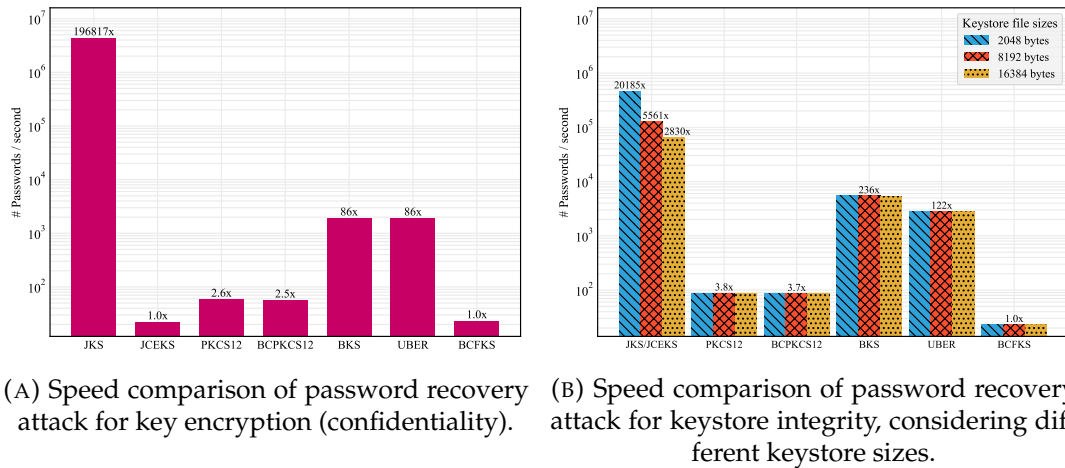 10^7
10^6
10^5
10^4
10^3
10^2
# Passwords / second
196817x
1.0x
2.6x
2.5x
86x
86x
1.0x
JKS
JCEKS
PKCS12
BCPKCS12
BKS
UBER
BCFKS
(A) Speed comparison of password recovery
attack for key encryption (confidentiality).
10^7
10^6
10^5
10^4
10^3
10^2
# Passwords / second
Keystore file sizes
2048 bytes
8192 bytes
16384 bytes
20185x
5561x
2830x
3.8x
3.7x
236x
122x
1.0x
JKS/JCEKS
PKCS12
BCPKCS12
BKS
UBER
BCFKS
(B) Speed comparison of password recovery
attack for keystore integrity, considering dif-
ferent keystore sizes.